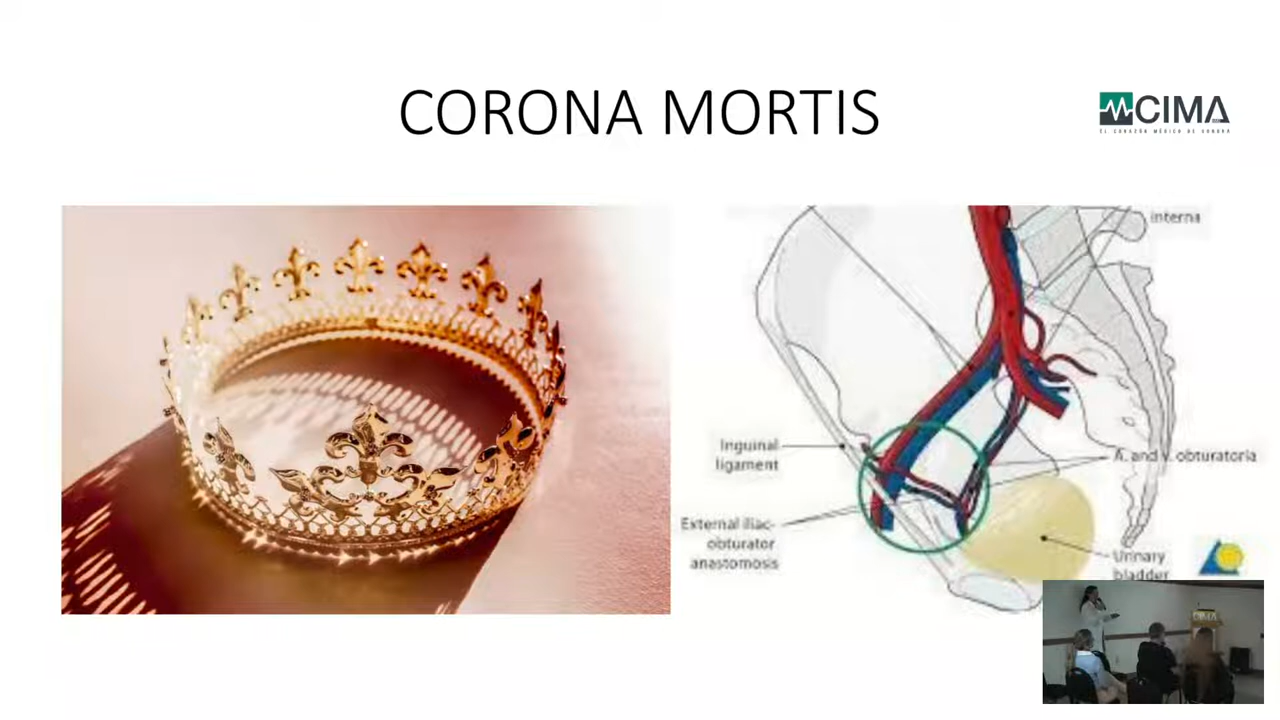 CORONA MORTIS
CIMA
EL CORAZÓN MÉDICO DE SONORA
interna
Inguinal
ligament
A. and v. obturatoria
External iliac-
obturator
anastomosis
Urinary
bladder
CIMA